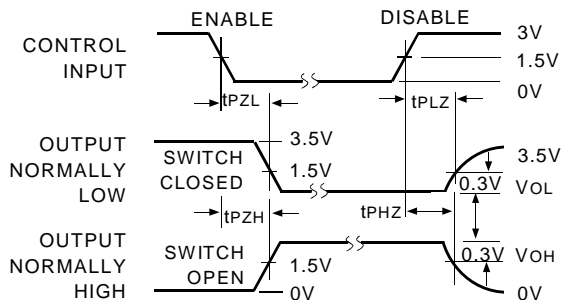 ENABLE
DISABLE
CONTROL
INPUT
3V
1.5V
0V
tPZL
tPLZ
OUTPUT
NORMALLY
LOW
SWITCH
CLOSED
3.5V
1.5V
3.5V
0.3V
VOL
tPZH
tPHZ
OUTPUT
NORMALLY
HIGH
SWITCH
OPEN
1.5V
0V
0.3V
VOH
0V